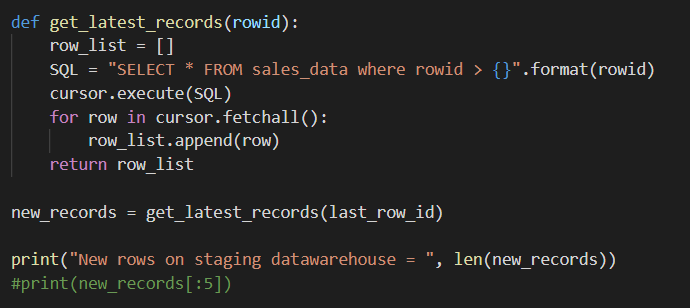 def get_latest_records(rowid):
    row_list = []
    SQL = "SELECT * FROM sales_data where rowid > {}".format(rowid)
    cursor.execute(SQL)
    for row in cursor.fetchall():
        row_list.append(row)
    return row_list

new_records = get_latest_records(last_row_id)

print("New rows on staging datawarehouse = ", len(new_records))
#print(new_records[:5])